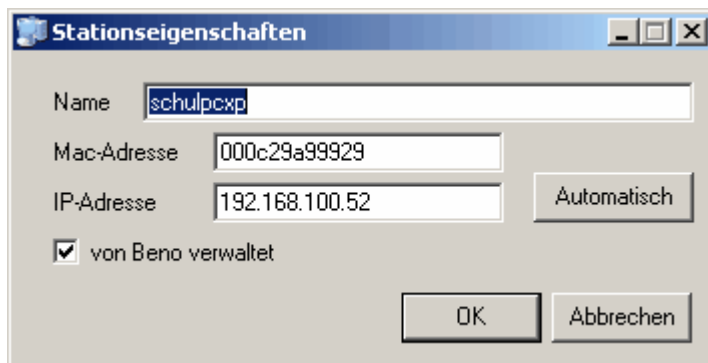 Stationseigenschaften
Name schulpcxp
Mac-Adresse 000c29a99929
IP-Adresse 192.168.100.52 Automatisch
von Beno verwaltet
OK Abbrechen